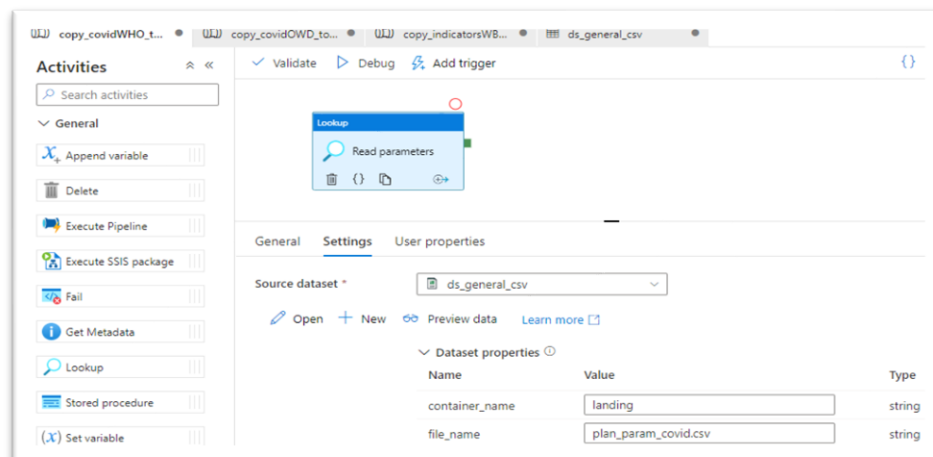 copy_covidWHO_t... copy_covidOWD_to... copy_indicatorsWB... ds_general_csv
Activities
Validate Debug Add trigger {}
Search activities
General
Append variable
Delete
Execute Pipeline
Execute SSIS package
Fail
Get Metadata
Lookup
Stored procedure
(x) Set variable
Lookup
Read parameters
{}
General Settings User properties
Source dataset * ds_general_csv
Open New Preview data Learn more
Dataset properties
Name Value Type
container_name landing string
file_name plan_param_covid.csv string